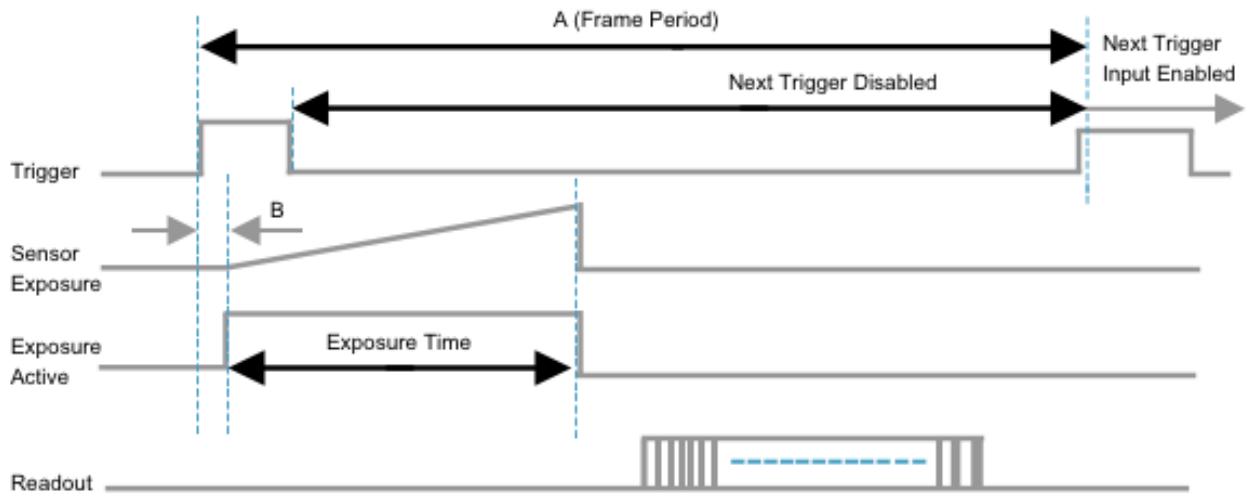 A (Frame Period)
Next Trigger
Input Enabled
Next Trigger Disabled
Trigger
B
Sensor
Exposure
Exposure Time
Exposure
Active
Readout